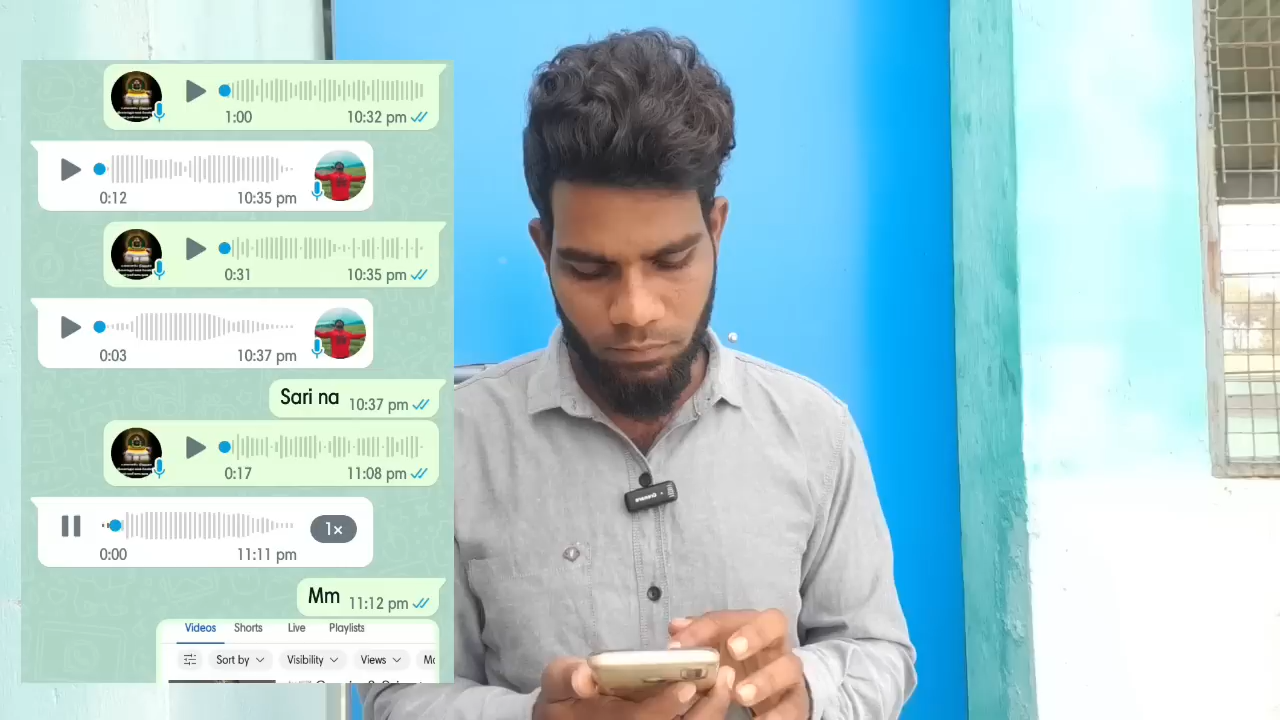 1:00 10:32 pm
0:12 10:35 pm
0:31 10:35 pm
0:03 10:37 pm
Sari na 10:37 pm
0:17 11:08 pm
1×
0:00 11:11 pm
Mm 11:12 pm
Videos Shorts Live Playlists
Sort by Visibility Views